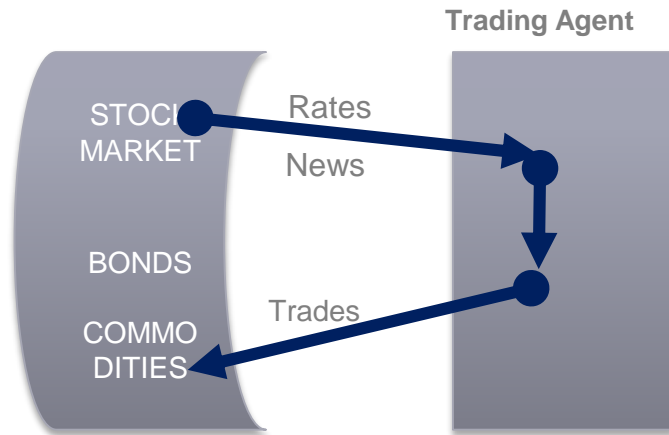 Trading Agent
STOCK
MARKET
Rates
News
BONDS
Trades
COMMO
DITIES